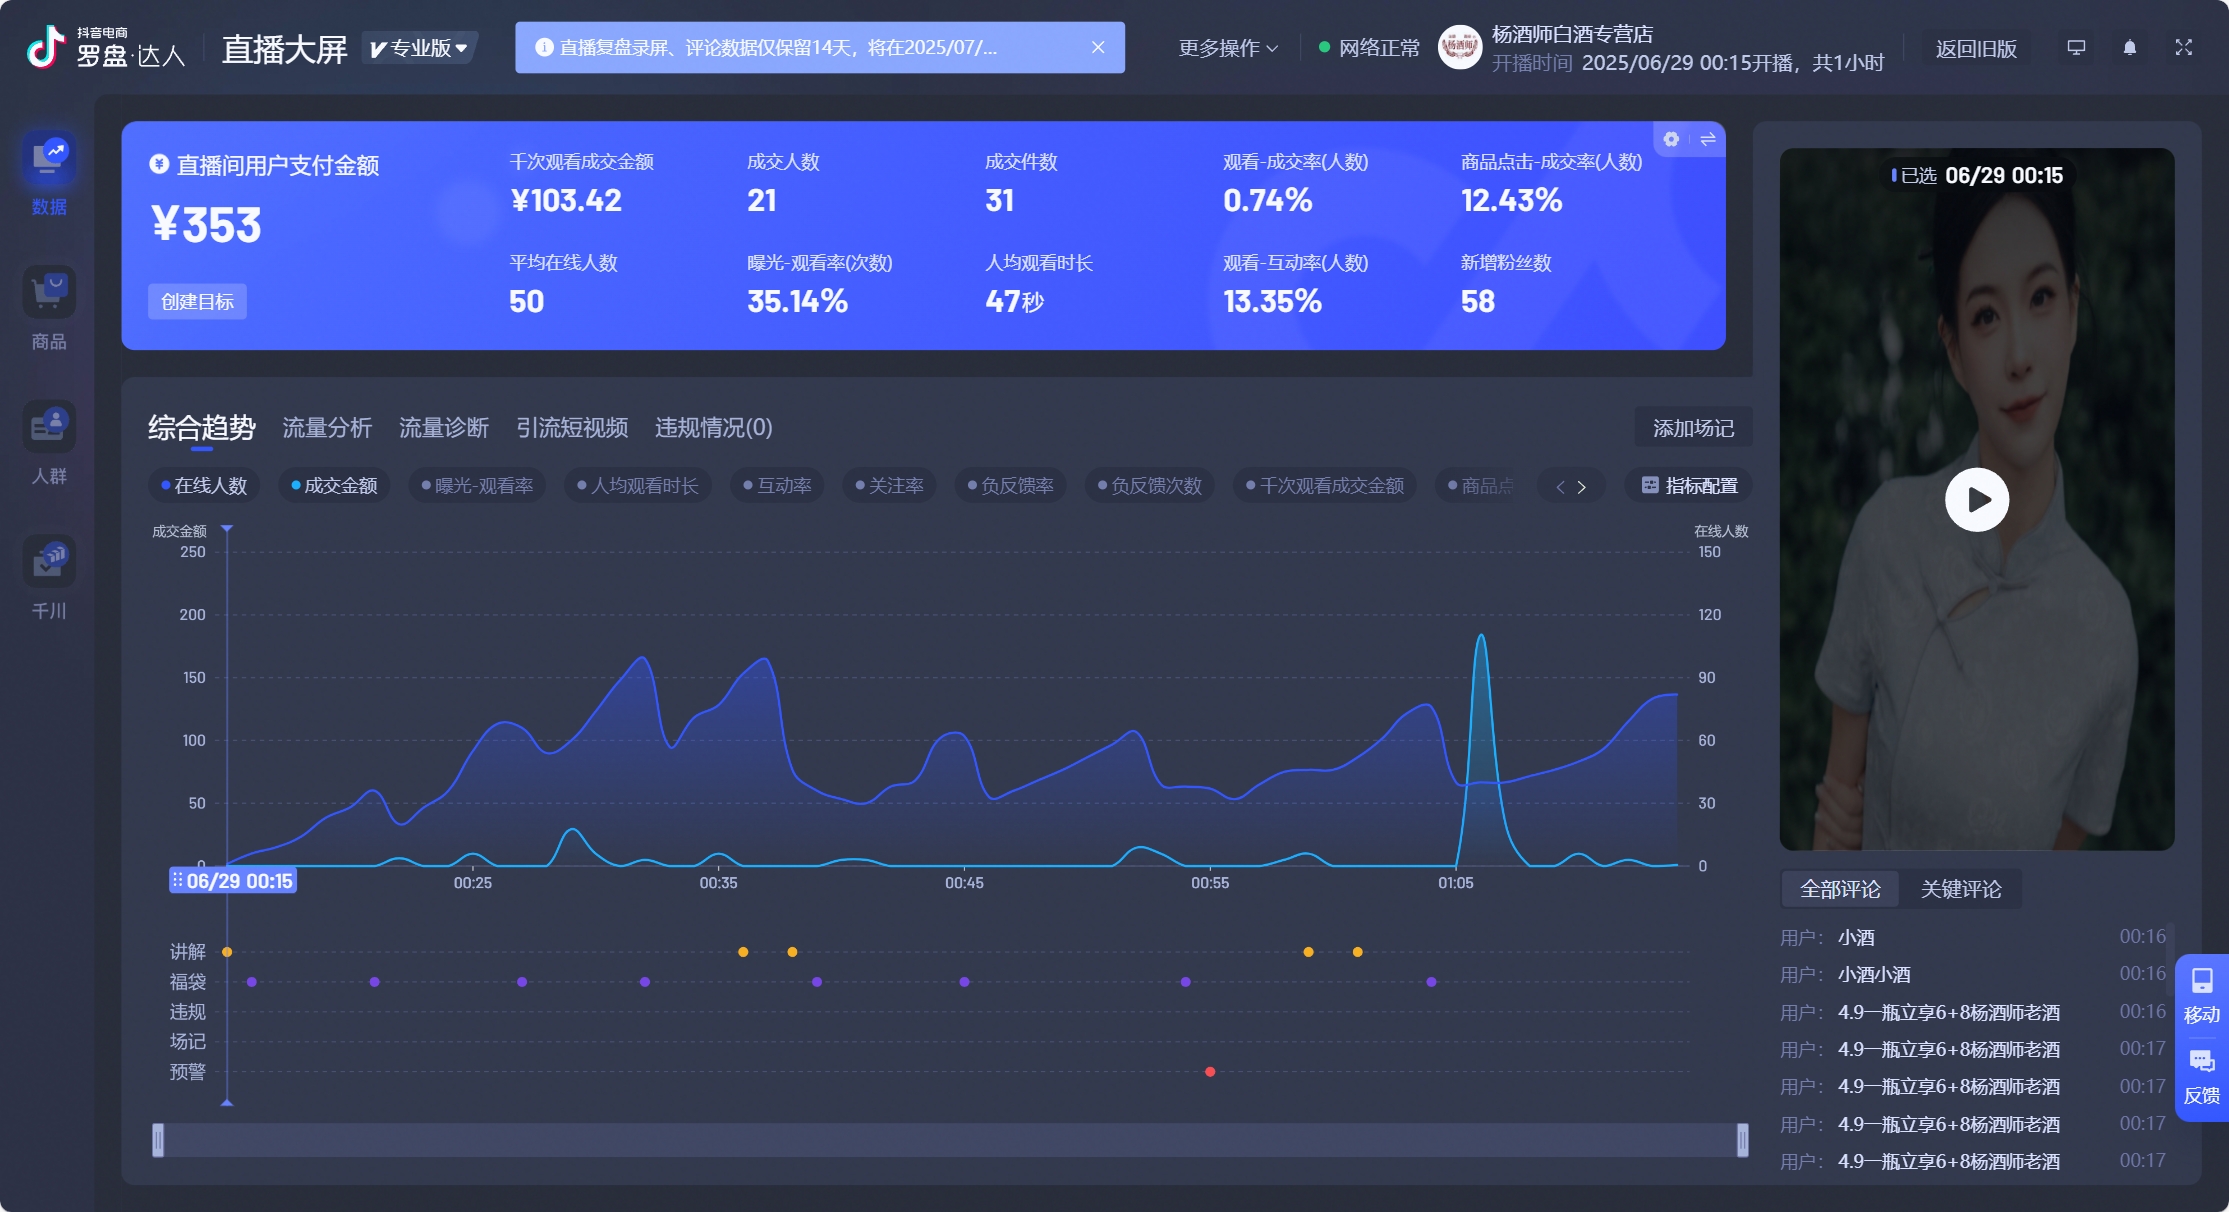 抖音电商
罗盘·达人
直播大屏
专业版
直播复盘录屏、评论数据仅保留14天，将在2025/07/...
更多操作
网络正常
杨酒师
杨酒师白酒专营店
开播时间 2025/06/29 00:15开播，共1小时
返回旧版
数据
商品
人群
千川
直播间用户支付金额
¥353
创建目标
千次观看成交金额
¥103.42
成交人数
21
成交件数
31
观看-成交率(人数)
0.74%
商品点击-成交率(人数)
12.43%
平均在线人数
50
曝光-观看率(次数)
35.14%
人均观看时长
47秒
观看-互动率(人数)
13.35%
新增粉丝数
58
综合趋势 流量分析 流量诊断 引流短视频 违规情况(0)
添加场记
在线人数 成交金额 曝光-观看率 人均观看时长 互动率 关注率 负反馈率 负反馈次数 千次观看成交金额 商品点
指标配置
成交金额
在线人数
250
200
150
100
50
0
150
120
90
60
30
0
06/29 00:15
00:25
00:35
00:45
00:55
01:05
讲解
福袋
违规
场记
预警
已选 06/29 00:15
全部评论 关键评论
用户： 小酒 00:16
用户： 小酒小酒 00:16
用户： 4.9一瓶立享6+8杨酒师老酒 00:16
用户： 4.9一瓶立享6+8杨酒师老酒 00:17
用户： 4.9一瓶立享6+8杨酒师老酒 00:17
用户： 4.9一瓶立享6+8杨酒师老酒 00:17
用户： 4.9一瓶立享6+8杨酒师老酒 00:17
移动
反馈